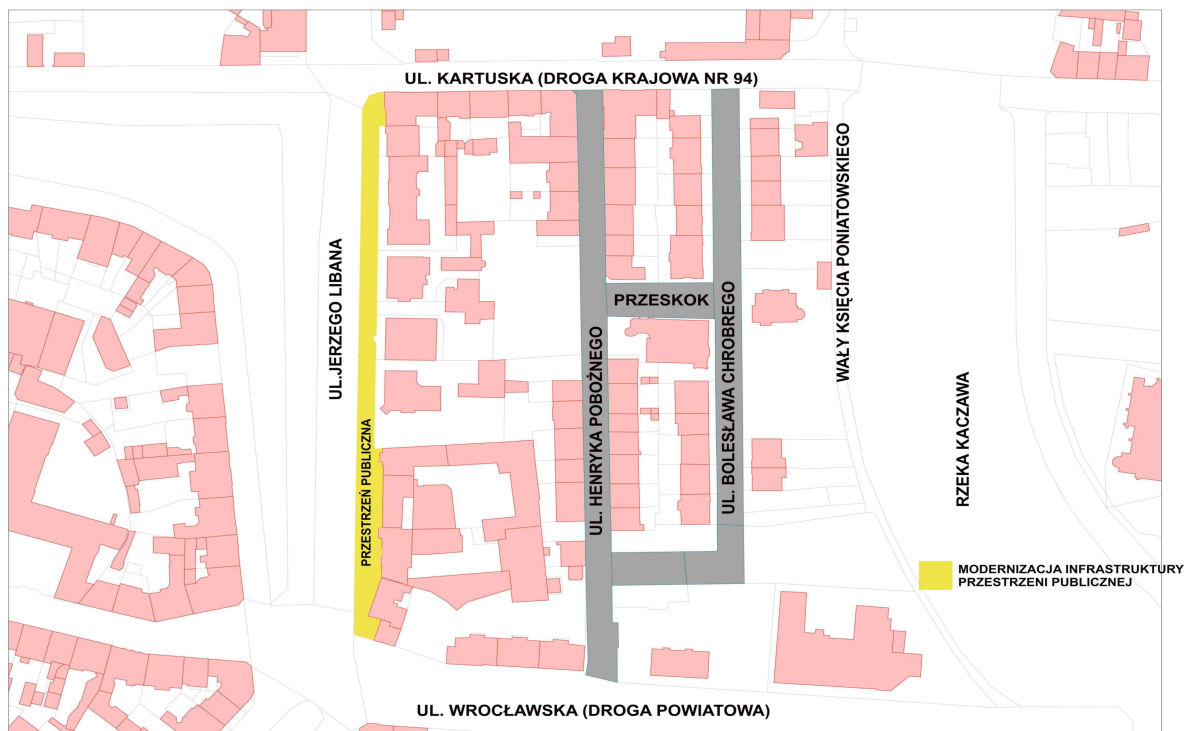 UL. KARTUSKA (DROGA KRAJOWA NR 94)
UL.JERZEGO LIBANA
PRZESTRZEŃ PUBLICZNA
UL. HENRYKA POBOŻNEGO
PRZESKOK
UL. BOLESŁAWA CHROBREGO
WAŁY KSIĘCIA PONIATOWSKIEGO
RZEKA KACZAWA
MODERNIZACJA INFRASTRUKTURY
PRZESTRZENI PUBLICZNEJ
UL. WROCŁAWSKA (DROGA POWIATOWA)